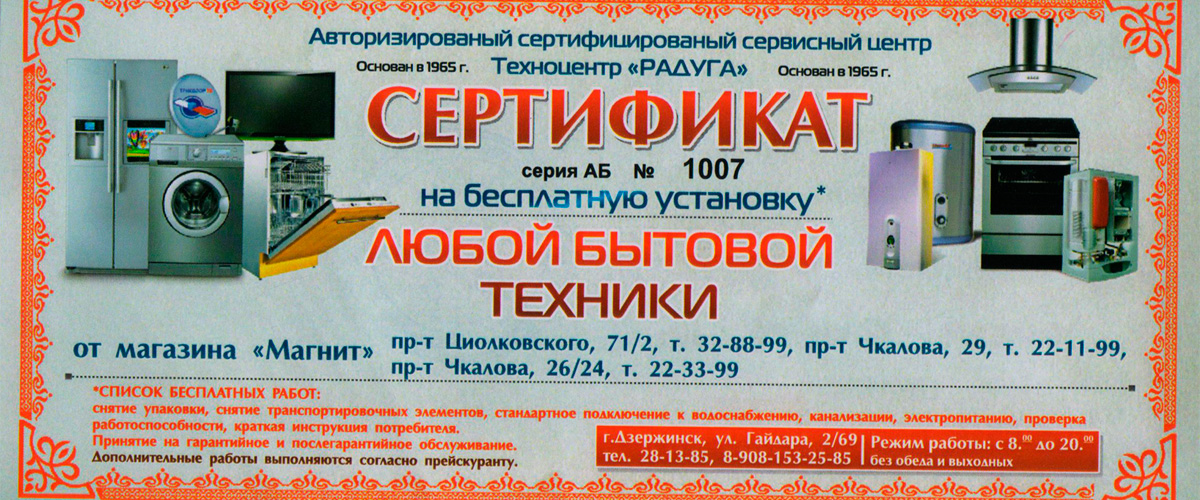 Авторизированый сертифицированый сервисный центр
Основан в 1965 г. Техноцентр «РАДУГА» Основан в 1965 г.
СЕРТИФИКАТ
серия АБ № 1007
на бесплатную установку*
ЛЮБОЙ БЫТОВОЙ
ТЕХНИКИ
от магазина «Магнит» пр-т Циолковского, 71/2, т. 32-88-99, пр-т Чкалова, 29, т. 22-11-99,
пр-т Чкалова, 26/24, т. 22-33-99
*СПИСОК БЕСПЛАТНЫХ РАБОТ:
снятие упаковки, снятие транспортировочных элементов, стандартное подключение к водоснабжению, канализации, электропитанию, проверка
работоспособности, краткая инструкция потребителя.
Принятие на гарантийное и послегарантийное обслуживание.
Дополнительные работы выполняются согласно прейскуранту.
г.Дзержинск, ул. Гайдара, 2/69
тел. 28-13-85, 8-908-153-25-85
Режим работы: с 8.00 до 20.00
без обеда и выходных